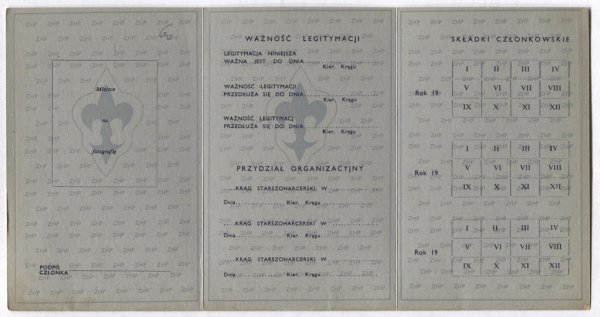 Miejsce
na
fotografię
PODPIS
CZŁONKA
WAŻNOŚĆ LEGITYMACJI
LEGITYMACJA NINIEJSZA
WAŻNA JEST DO DNIA
Kier. Kręgu
WAŻNOŚĆ LEGITYMACJI
PRZEDŁUŻA SIĘ DO DNIA
Kier. Kręgu
WAŻNOŚĆ LEGITYMACJI
PRZEDŁUŻA SIĘ DO DNIA
Kier. Kręgu
PRZYDZIAŁ ORGANIZACYJNY
KRĄG STARSZOHARCERSKI W
Dnia Kier. Kręgu
KRĄG STARSZOHARCERSKI W
Dnia Kier. Kręgu
KRĄG STARSZOHARCERSKI W
Dnia Kier. Kręgu
SKŁADKI CZŁONKOWSKIE
I II III IV
Rok 19 V VI VII VIII
IX X XI XII
I II III IV
Rok 19 V VI VII VIII
IX X XI XII
I II III IV
Rok 19 V VI VII VIII
IX X XI XII